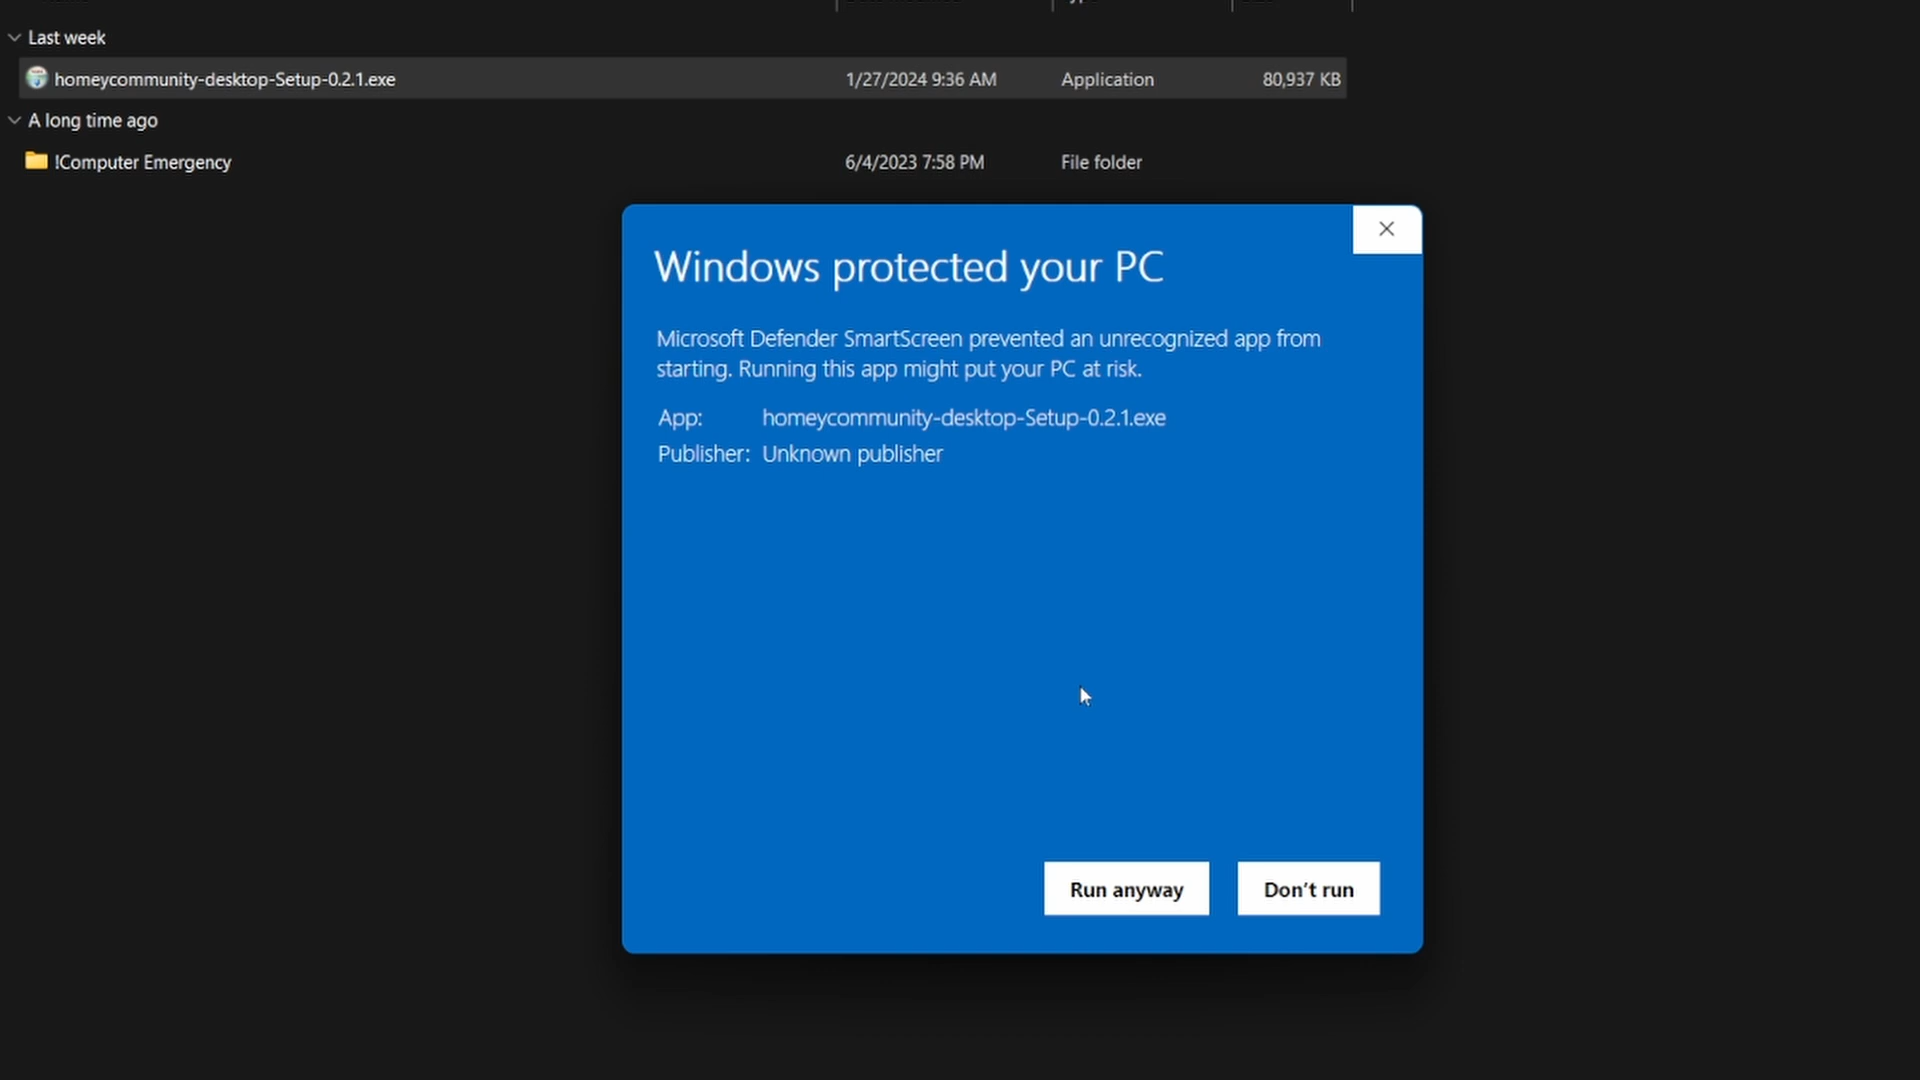 Last week
homeycommunity-desktop-Setup-0.2.1.exe 1/27/2024 9:36 AM Application 80,937 KB
A long time ago
!Computer Emergency 6/4/2023 7:58 PM File folder
Windows protected your PC
Microsoft Defender SmartScreen prevented an unrecognized app from
starting. Running this app might put your PC at risk.
App: homeycommunity-desktop-Setup-0.2.1.exe
Publisher: Unknown publisher
Run anyway Don't run